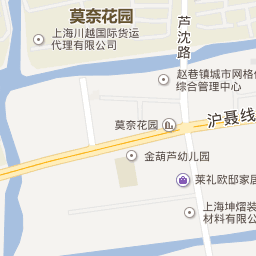 莫奈花园
上海川越国际货运
代理有限公司
芦沈路
赵巷镇城市网格化
综合管理中心
沪聂线
莫奈花园
金葫芦幼儿园
莱礼欧邸家居
上海坤熠装
材料有限公